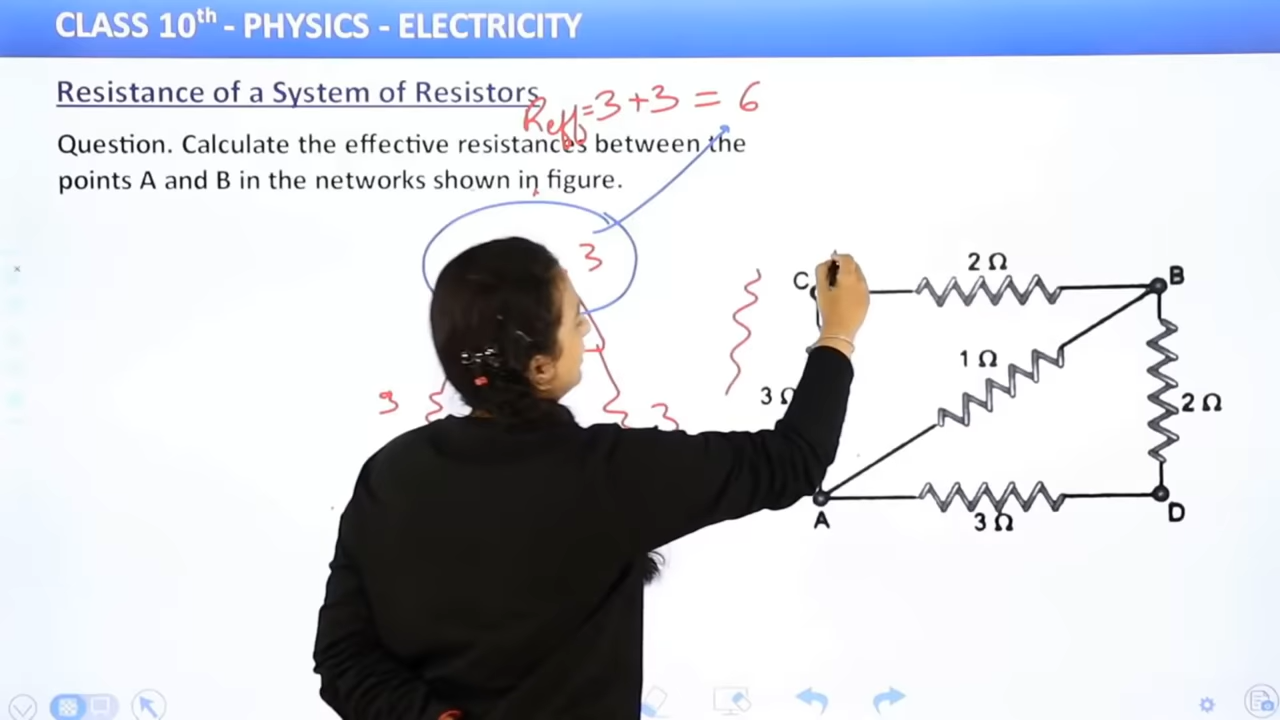 CLASS 10th - PHYSICS - ELECTRICITY
Resistance of a System of Resistors
Reff = 3 + 3 = 6
Question. Calculate the effective resistances between the
points A and B in the networks shown in figure.
3
C
2 Ω
B
1 Ω
3 Ω
2 Ω
3
3
A
3 Ω
D